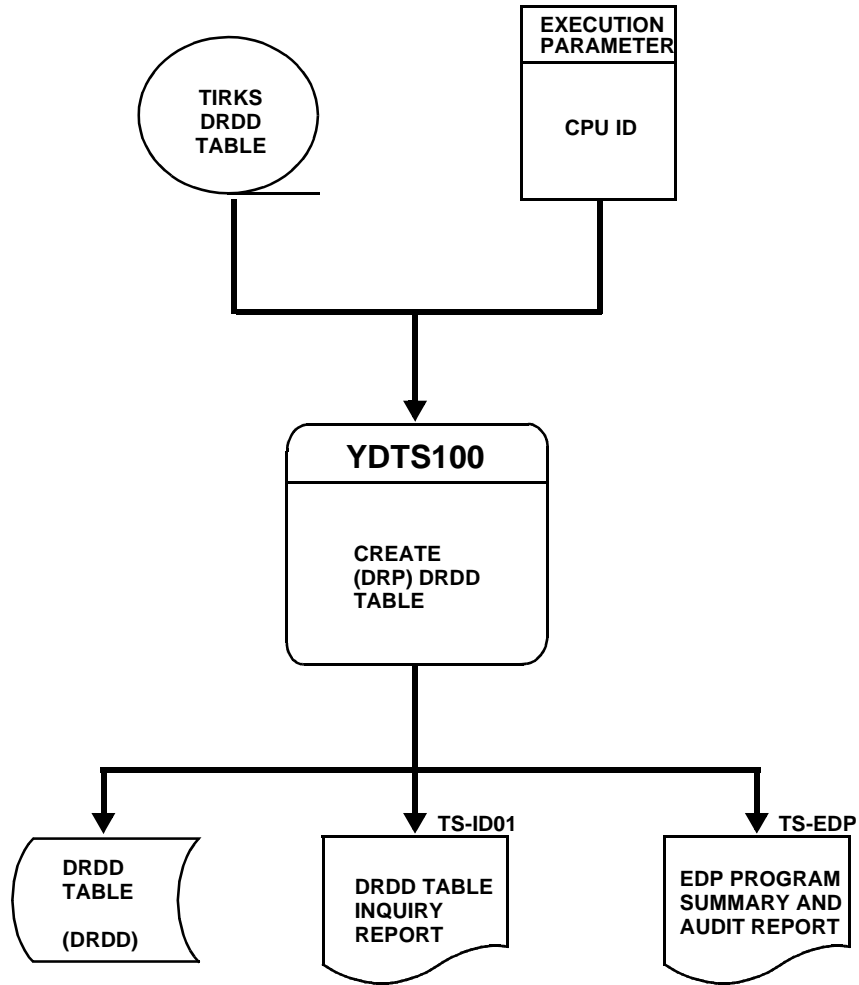 EXECUTION
PARAMETER
TIRKS
DRDD
TABLE
CPU ID
YDTS100
CREATE
(DRP) DRDD
TABLE
TS-ID01
TS-EDP
DRDD
TABLE
(DRDD)
DRDD TABLE
INQUIRY
REPORT
EDP PROGRAM
SUMMARY AND
AUDIT REPORT